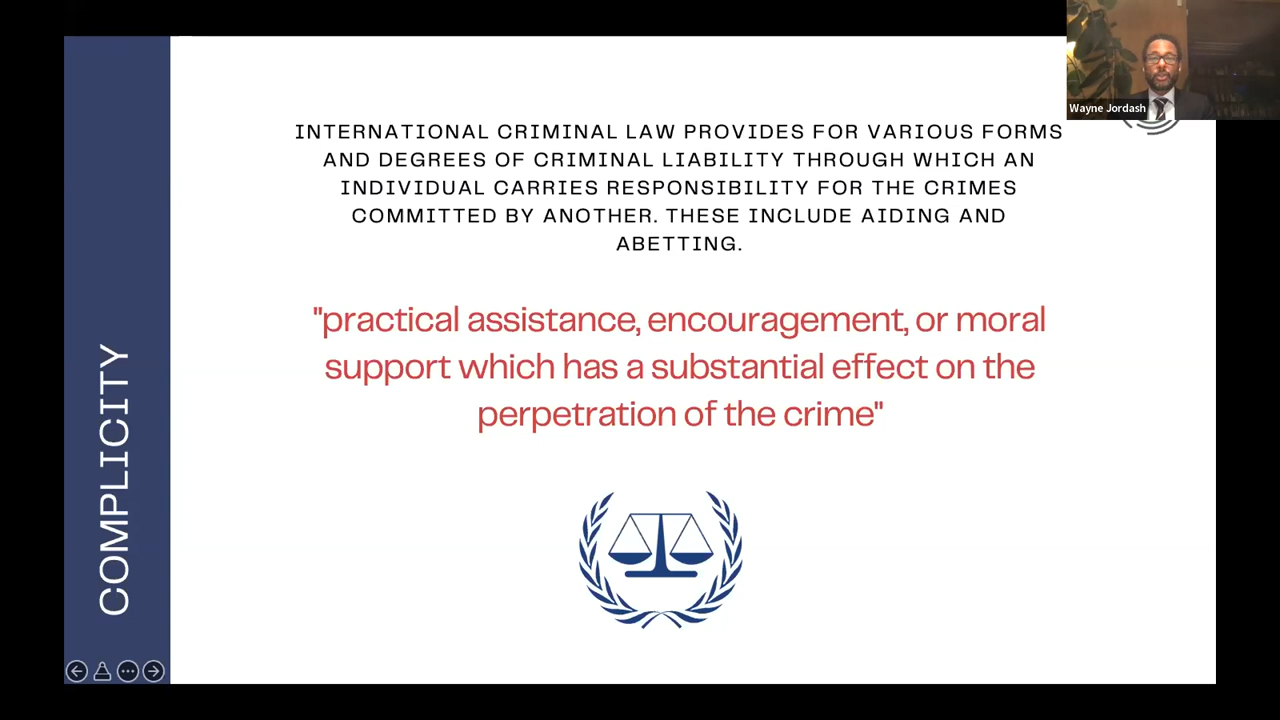 Wayne Jordash
INTERNATIONAL CRIMINAL LAW PROVIDES FOR VARIOUS FORMS
AND DEGREES OF CRIMINAL LIABILITY THROUGH WHICH AN
INDIVIDUAL CARRIES RESPONSIBILITY FOR THE CRIMES
COMMITTED BY ANOTHER. THESE INCLUDE AIDING AND
ABETTING.
"practical assistance, encouragement, or moral
support which has a substantial effect on the
perpetration of the crime"
COMPLICITY